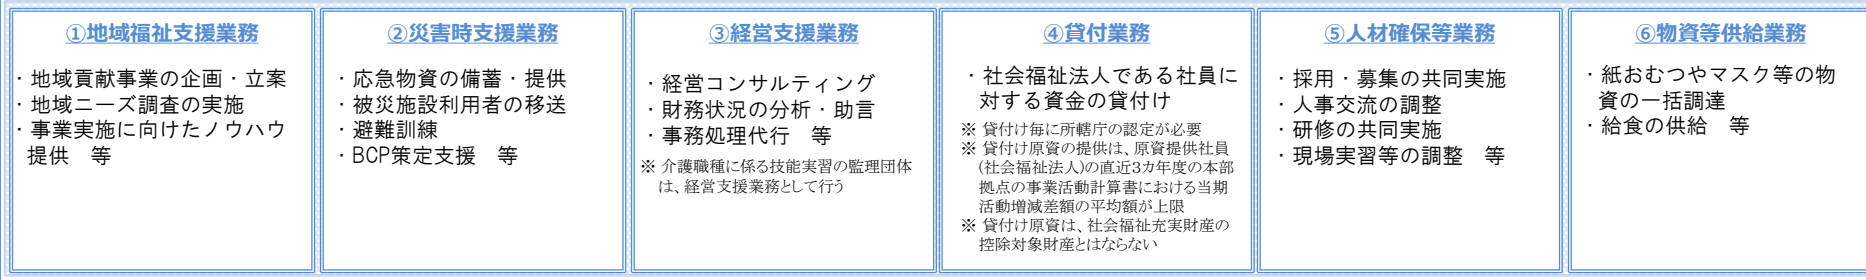 ①地域福祉支援業務
・地域貢献事業の企画・立案
・地域ニーズ調査の実施
・事業実施に向けたノウハウ
提供　等
②災害時支援業務
・応急物資の備蓄・提供
・被災施設利用者の移送
・避難訓練
・BCP策定支援　等
③経営支援業務
・経営コンサルティング
・財務状況の分析・助言
・事務処理代行　等
※ 介護職種に係る技能実習の監理団体
は、経営支援業務として行う
④貸付業務
・社会福祉法人である社員に
対する資金の貸付け
※ 貸付け毎に所轄庁の認定が必要
※ 貸付け原資の提供は、原資提供社員
(社会福祉法人)の直近3カ年度の本部
拠点の事業活動計算書における当期
活動増減差額の平均額が上限
※ 貸付け原資は、社会福祉充実財産の
控除対象財産とはならない
⑤人材確保等業務
・採用・募集の共同実施
・人事交流の調整
・研修の共同実施
・現場実習等の調整　等
⑥物資等供給業務
・紙おむつやマスク等の物
資の一括調達
・給食の供給　等